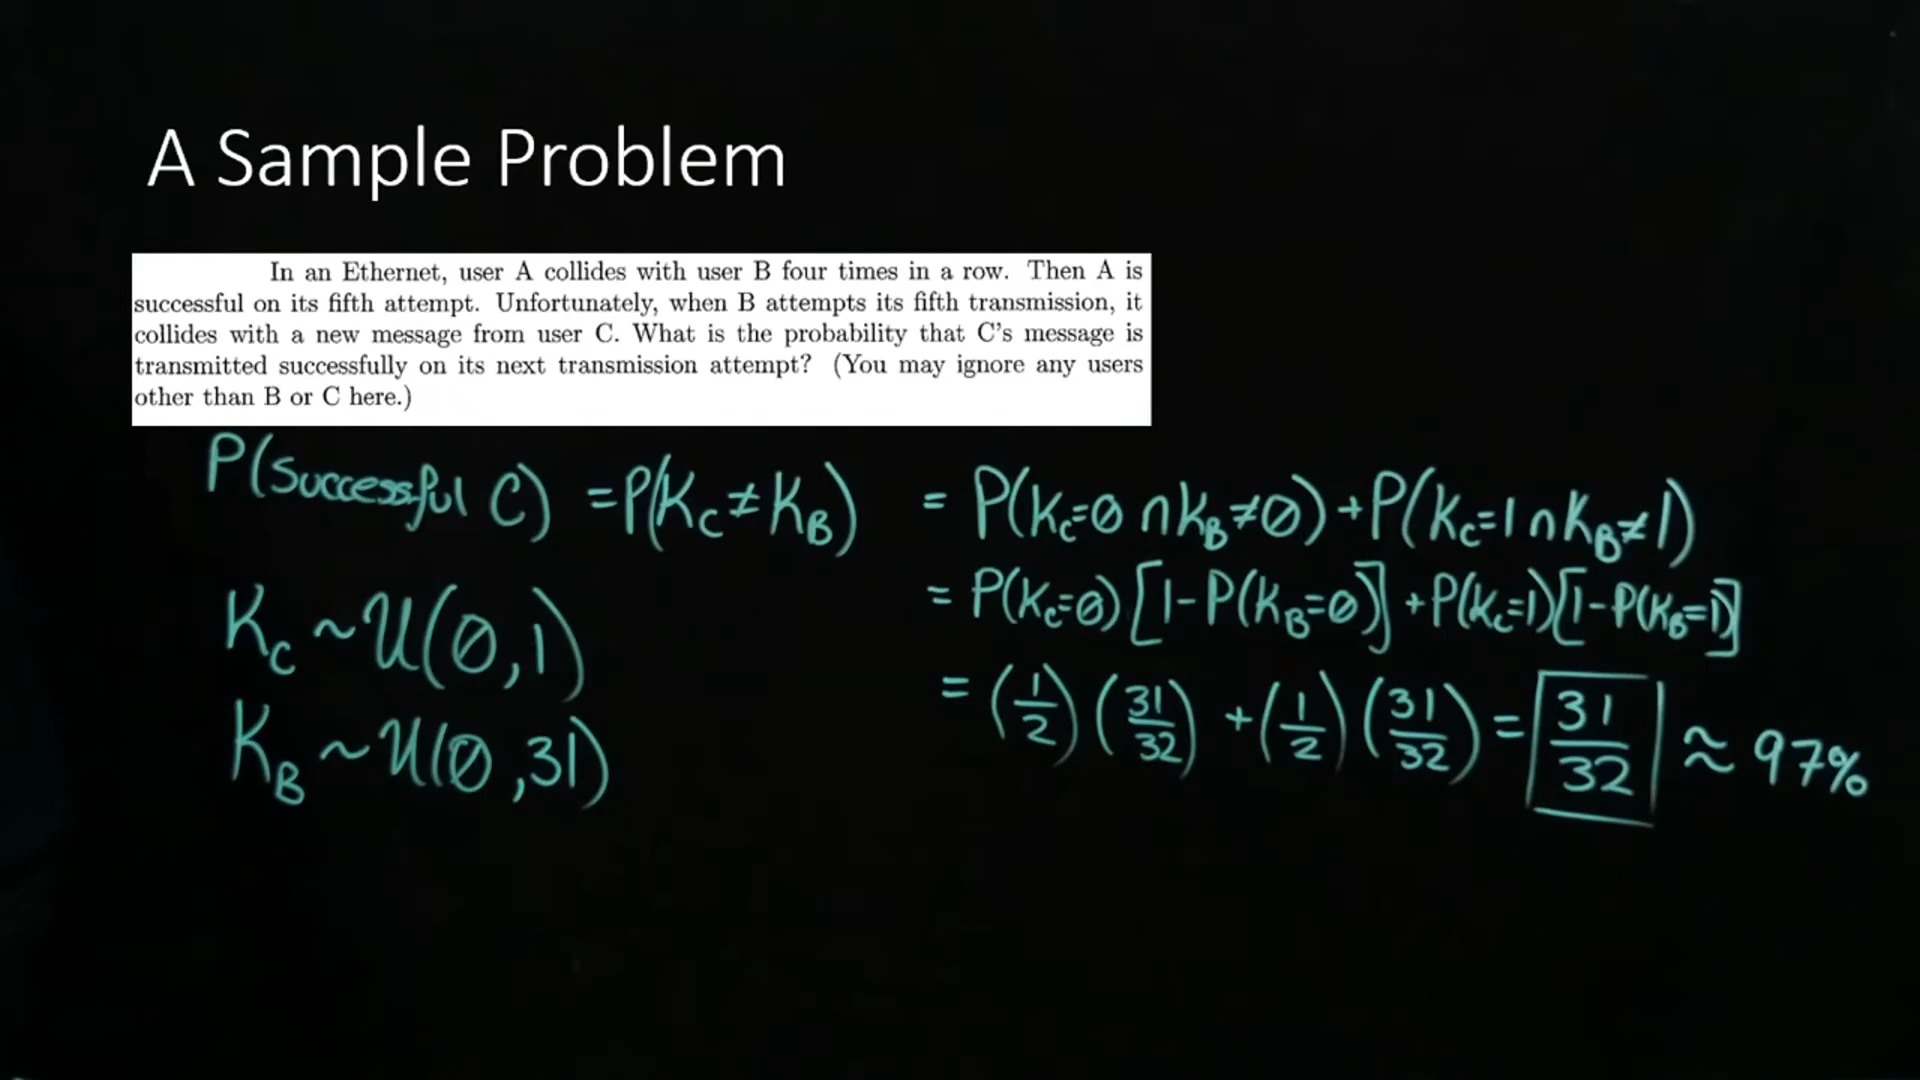 A Sample Problem
In an Ethernet, user A collides with user B four times in a row. Then A is
successful on its fifth attempt. Unfortunately, when B attempts its fifth transmission, it
collides with a new message from user C. What is the probability that C's message is
transmitted successfully on its next transmission attempt? (You may ignore any users
other than B or C here.)
P(Successful C) = P(K_C ≠ K_B) = P(K_C=0 ∩ K_B≠0) + P(K_C=1 ∩ K_B≠1)
= P(K_C=0) [1-P(K_B=0)] + P(K_C=1)[1-P(K_B=1)]
K_C ~ U(0,1)
= (1/2) (31/32) + (1/2) (31/32) = 31/32 ≈ 97%
K_B ~ U(0,31)